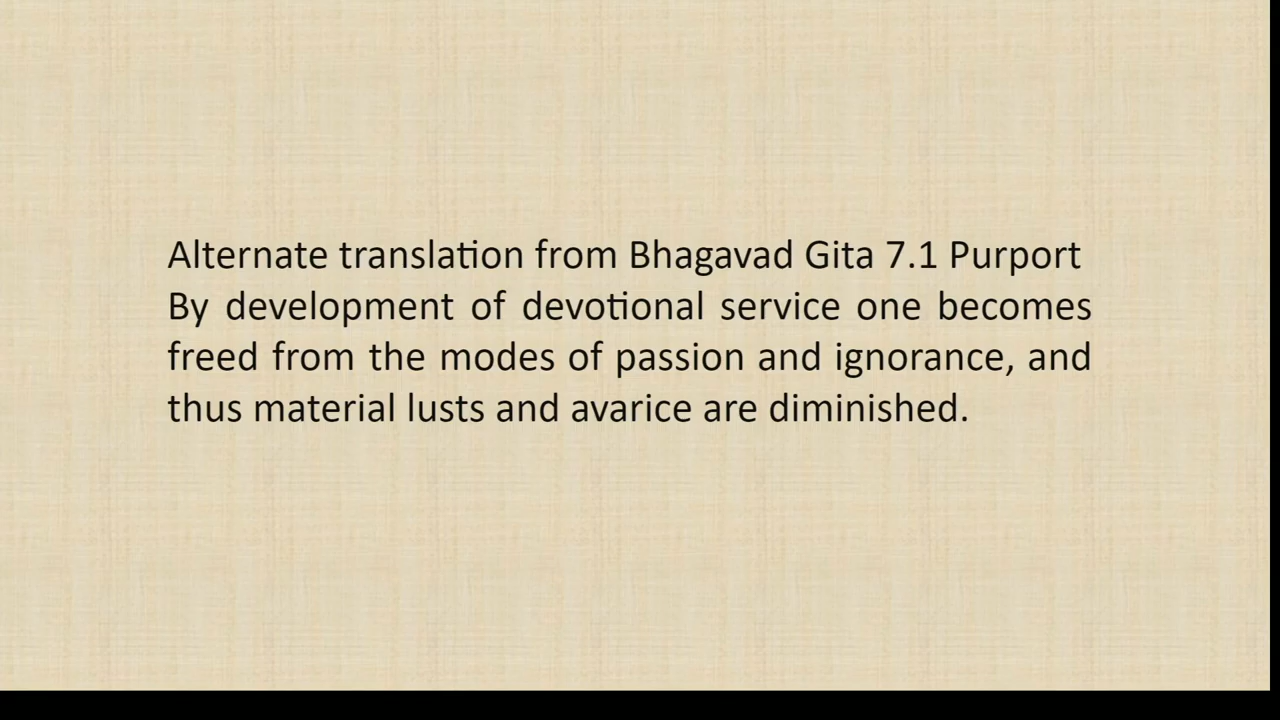 Alternate translation from Bhagavad Gita 7.1 Purport
By development of devotional service one becomes
freed from the modes of passion and ignorance, and
thus material lusts and avarice are diminished.